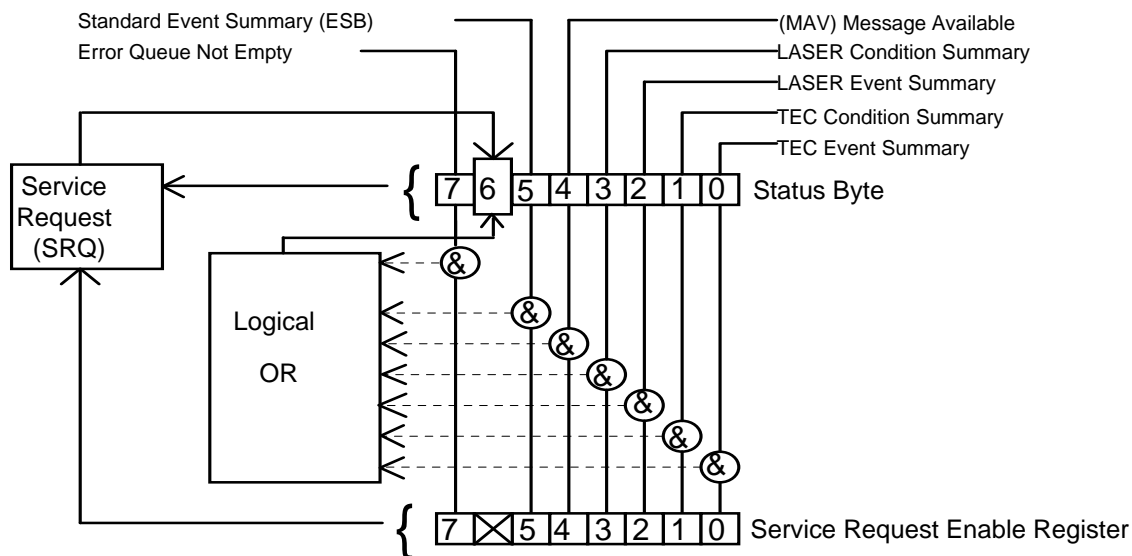 Standard Event Summary (ESB)
(MAV) Message Available
Error Queue Not Empty
LASER Condition Summary
LASER Event Summary
TEC Condition Summary
TEC Event Summary
Service
Request
(SRQ)
{ 7 6 5 4 3 2 1 0 Status Byte
&
&
&
&
&
&
&
Logical
OR
{ 7 5 4 3 2 1 0 Service Request Enable Register